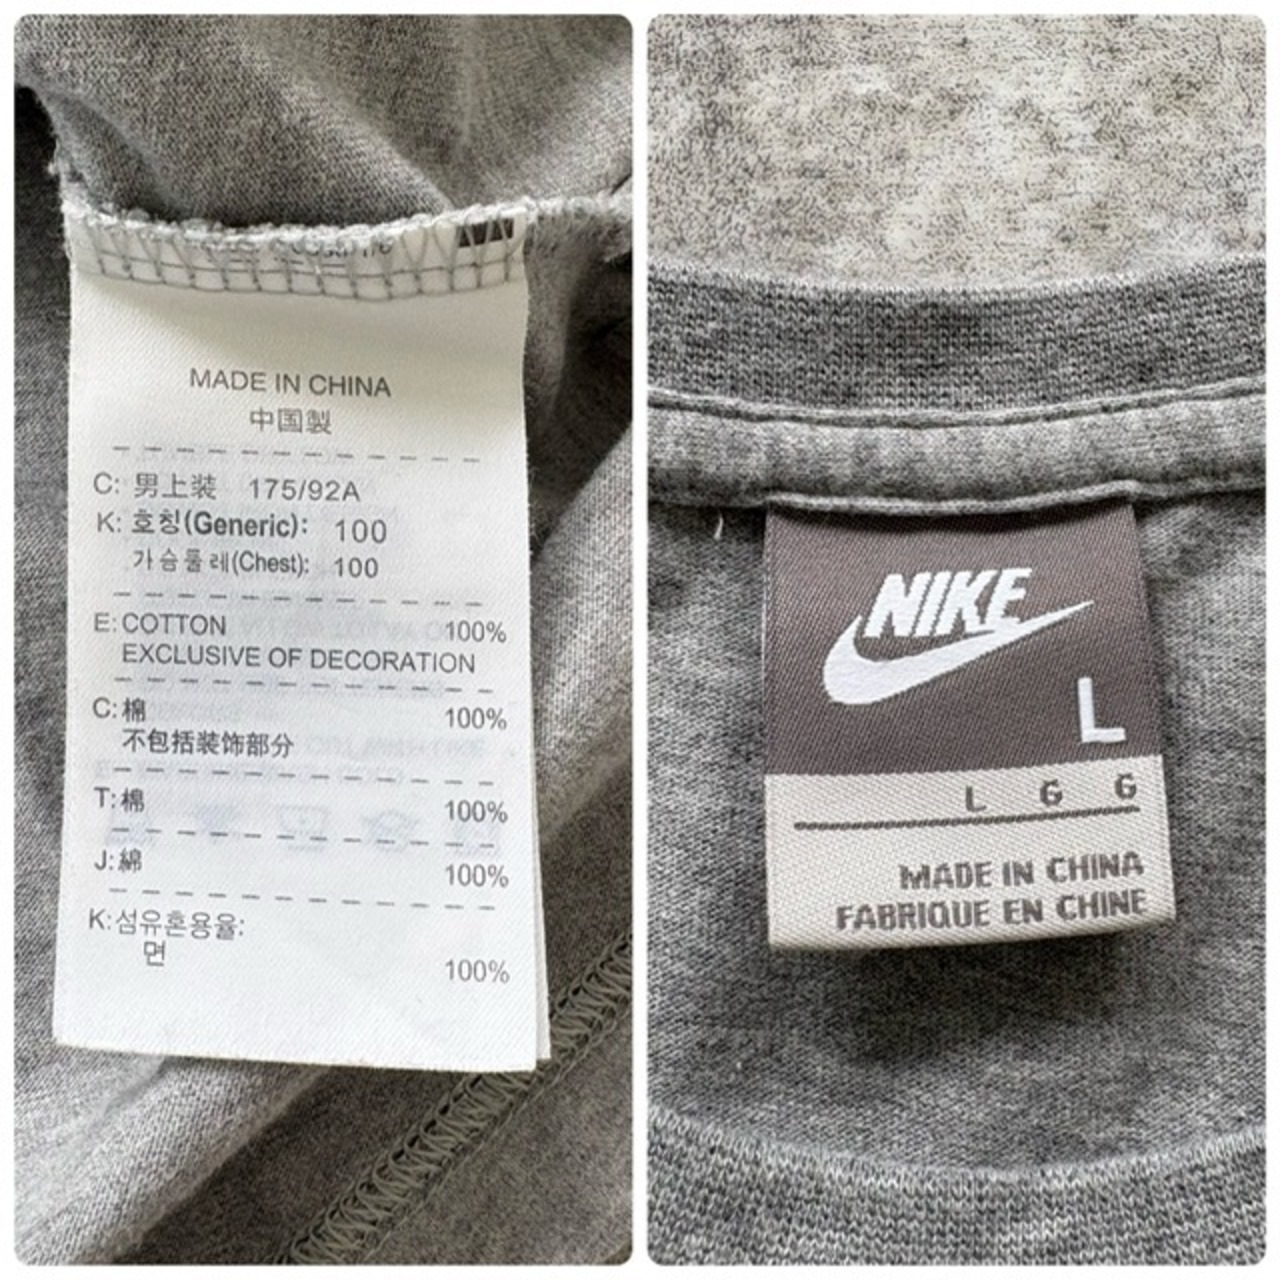 MADE IN CHINA
中国製
C: 男上装 175/92A
K: 호칭(Generic): 100
가슴둘레(Chest): 100
E: COTTON 100%
EXCLUSIVE OF DECORATION
C: 棉 100%
不包括装饰部分
T: 棉 100%
J: 綿 100%
K: 섬유혼용율:
면
100%
NIKE
L
L G G
MADE IN CHINA
FABRIQUE EN CHINE